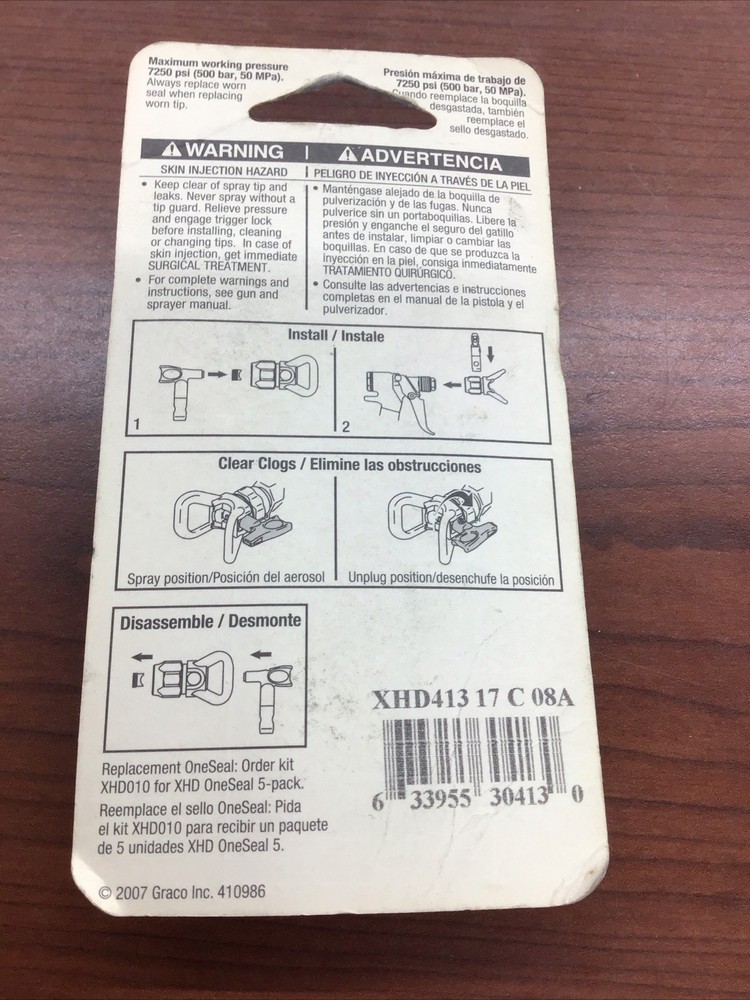 Maximum working pressure
7250 psi (500 bar, 50 MPa).
Always replace worn
seal when replacing
worn tip.
Presión máxima de trabajo de
7250 psi (500 bar, 50 MPa).
Cuando reemplace la boquilla
desgastada, también
reemplace el
sello desgastado.
WARNING
SKIN INJECTION HAZARD
• Keep clear of spray tip and
leaks. Never spray without a
tip guard. Relieve pressure
and engage trigger lock
before installing, cleaning
or changing tips. In case of
skin injection, get immediate
SURGICAL TREATMENT.
• For complete warnings and
instructions, see gun and
sprayer manual.
ADVERTENCIA
PELIGRO DE INYECCIÓN A TRAVÉS DE LA PIEL
• Manténgase alejado de la boquilla de
pulverización y de las fugas. Nunca
pulverice sin un portaboquillas. Libere la
presión y enganche el seguro del gatillo
antes de instalar, limpiar o cambiar las
boquillas. En caso de que se produzca la
inyección en la piel, consiga inmediatamente
TRATAMIENTO QUIRÚRGICO.
• Consulte las advertencias e instrucciones
completas en el manual de la pistola y el
pulverizador.
Install / Instale
1
2
Clear Clogs / Elimine las obstrucciones
Spray position/Posición del aerosol
Unplug position/desenchufe la posición
Disassemble / Desmonte
XHD413 17 C 08A
6 33955 30413 0
Replacement OneSeal: Order kit
XHD010 for XHD OneSeal 5-pack.
Reemplace el sello OneSeal: Pida
el kit XHD010 para recibir un paquete
de 5 unidades XHD OneSeal 5.
© 2007 Graco Inc. 410986